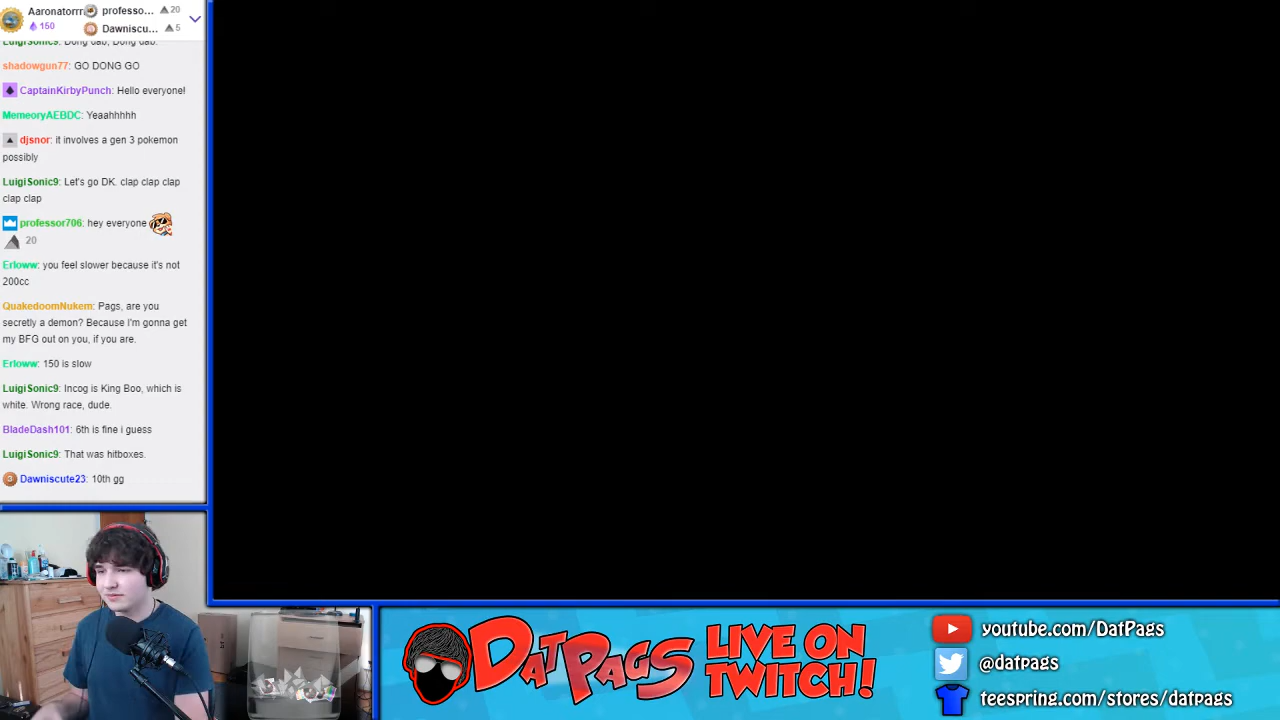 Aaronatorrr
150
professo... 20
Dawniscu... 5
LuigiSonic9: Dong dab, Dong dab.
shadowgun77: GO DONG GO
CaptainKirbyPunch: Hello everyone!
MemeoryAEBDC: Yeaahhhhh
djsnor: it involves a gen 3 pokemon
possibly
LuigiSonic9: Let's go DK. clap clap clap
clap clap
professor706: hey everyone
20
Erloww: you feel slower because it's not
200cc
QuakedoomNukem: Pags, are you
secretly a demon? Because I'm gonna get
my BFG out on you, if you are.
Erloww: 150 is slow
LuigiSonic9: Incog is King Boo, which is
white. Wrong race, dude.
BladeDash101: 6th is fine i guess
LuigiSonic9: That was hitboxes.
3 Dawniscute23: 10th gg
DATPAGS
LIVE ON
TWITCH!
youtube.com/DatPags
@datpags
teespring.com/stores/datpags